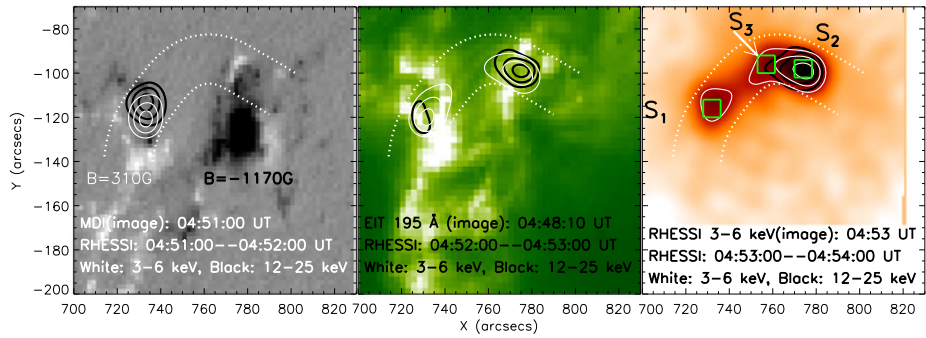 S₃
S₂
S₁
B=310G
B=-1170G
MDI(image): 04:51:00 UT
RHESSI: 04:51:00--04:52:00 UT
White: 3-6 keV, Black: 12-25 keV
EIT 195 Å (image): 04:48:10 UT
RHESSI: 04:52:00--04:53:00 UT
White: 3-6 keV, Black: 12-25 keV
RHESSI 3-6 keV(image): 04:53 UT
RHESSI: 04:53:00--04:54:00 UT
White: 3-6 keV, Black: 12-25 keV
-80
-100
-120
-140
-160
-180
-200
Y (arcsecs)
700 720 740 760 780 800 820
700 720 740 760 780 800 820
700 720 740 760 780 800 820
X (arcsecs)